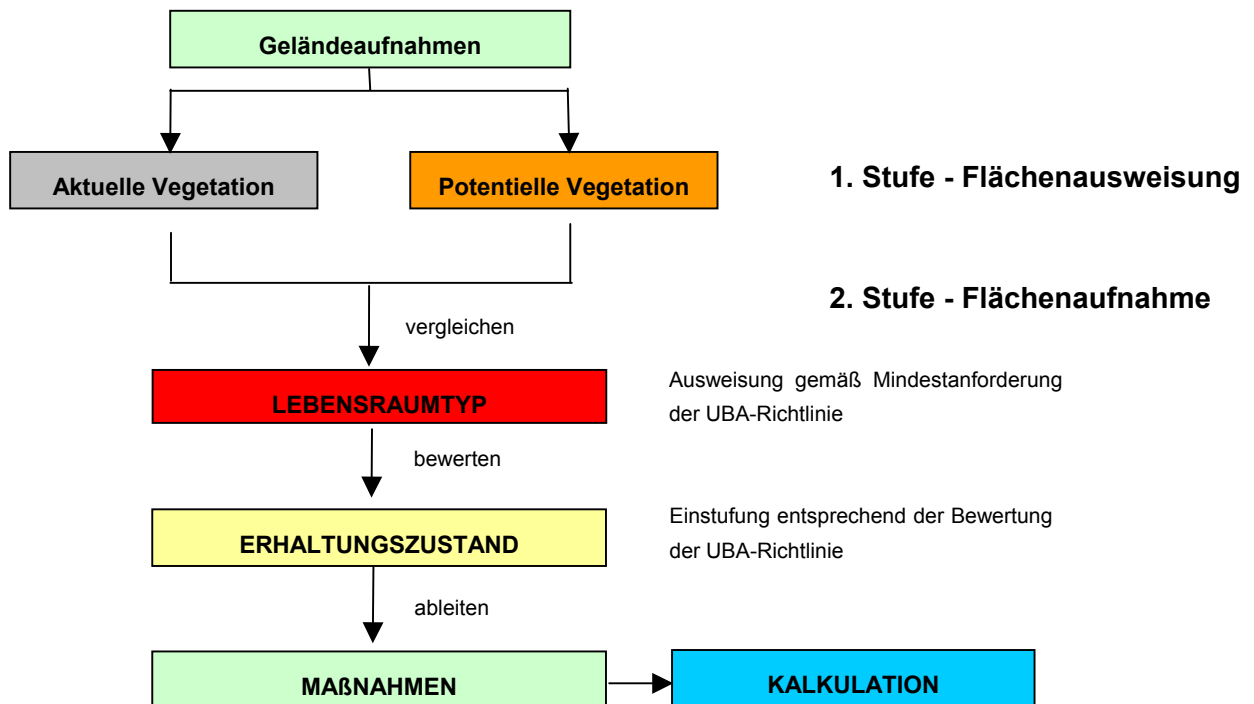 Geländeaufnahmen
Aktuelle Vegetation
Potentielle Vegetation
1. Stufe - Flächenausweisung
2. Stufe - Flächenaufnahme
vergleichen
LEBENSRAUMTYP
Ausweisung gemäß Mindestanforderung
der UBA-Richtlinie
bewerten
ERHALTUNGSZUSTAND
Einstufung entsprechend der Bewertung
der UBA-Richtlinie
ableiten
MAßNAHMEN
KALKULATION